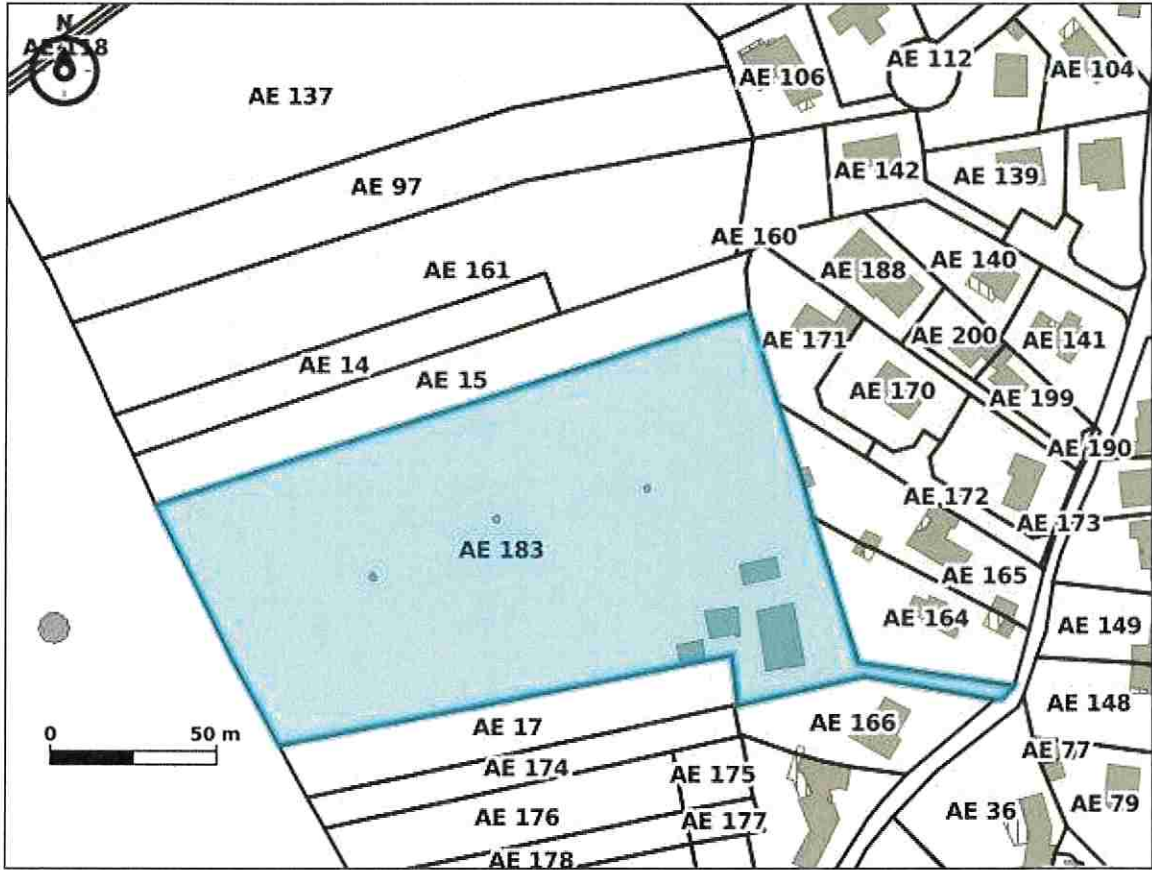 N
AE 118
AE 137
AE 106
AE 112
AE 104
AE 97
AE 142
AE 139
AE 160
AE 161
AE 188
AE 140
AE 14
AE 15
AE 171
AE 200
AE 141
AE 170
AE 199
AE 190
AE 172
AE 173
AE 183
AE 165
AE 164
AE 149
AE 148
0 50 m
AE 17
AE 166
AE 174
AE 175
AE 77
AE 176
AE 177
AE 36
AE 79
AE 178